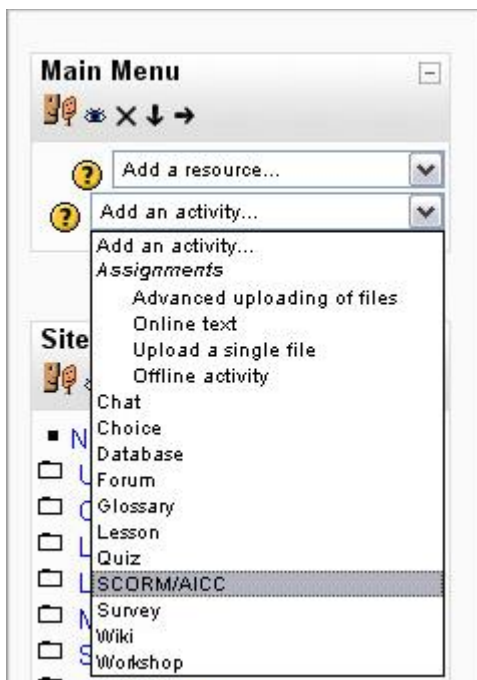 Main Menu
Add a resource...
Add an activity...
Add an activity...
Assignments
Advanced uploading of files
Online text
Upload a single file
Offline activity
Site
Chat
Choice
N
Database
U
Forum
Glossary
L
Lesson
Quiz
L
SCORM/AICC
N
Survey
Wiki
S
Workshop